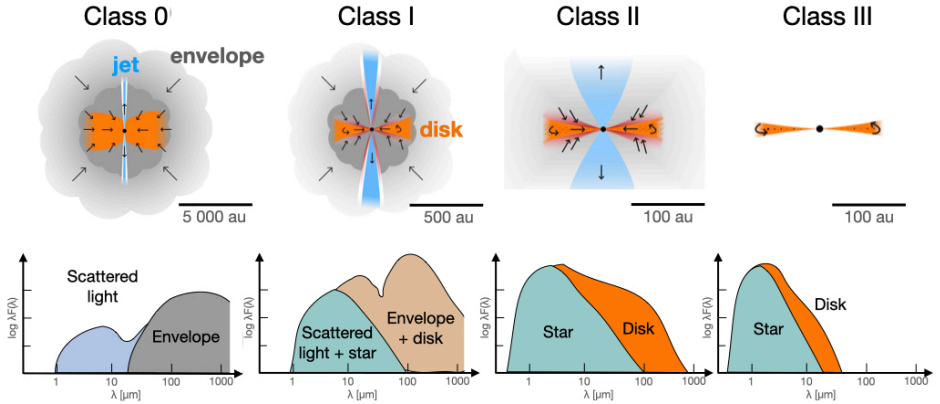 Class 0
Class I
Class II
Class III
jet
envelope
disk
5 000 au
500 au
100 au
100 au
Scattered
light
Envelope
log λF(λ)
1
10
100
1000
λ [μm]
Scattered
light + star
Envelope
+ disk
log λF(λ)
1
10
100
1000
λ [μm]
Star
Disk
log λF(λ)
1
10
100
1000
λ [μm]
Star
Disk
log λF(λ)
1
10
100
1000
λ [μm]